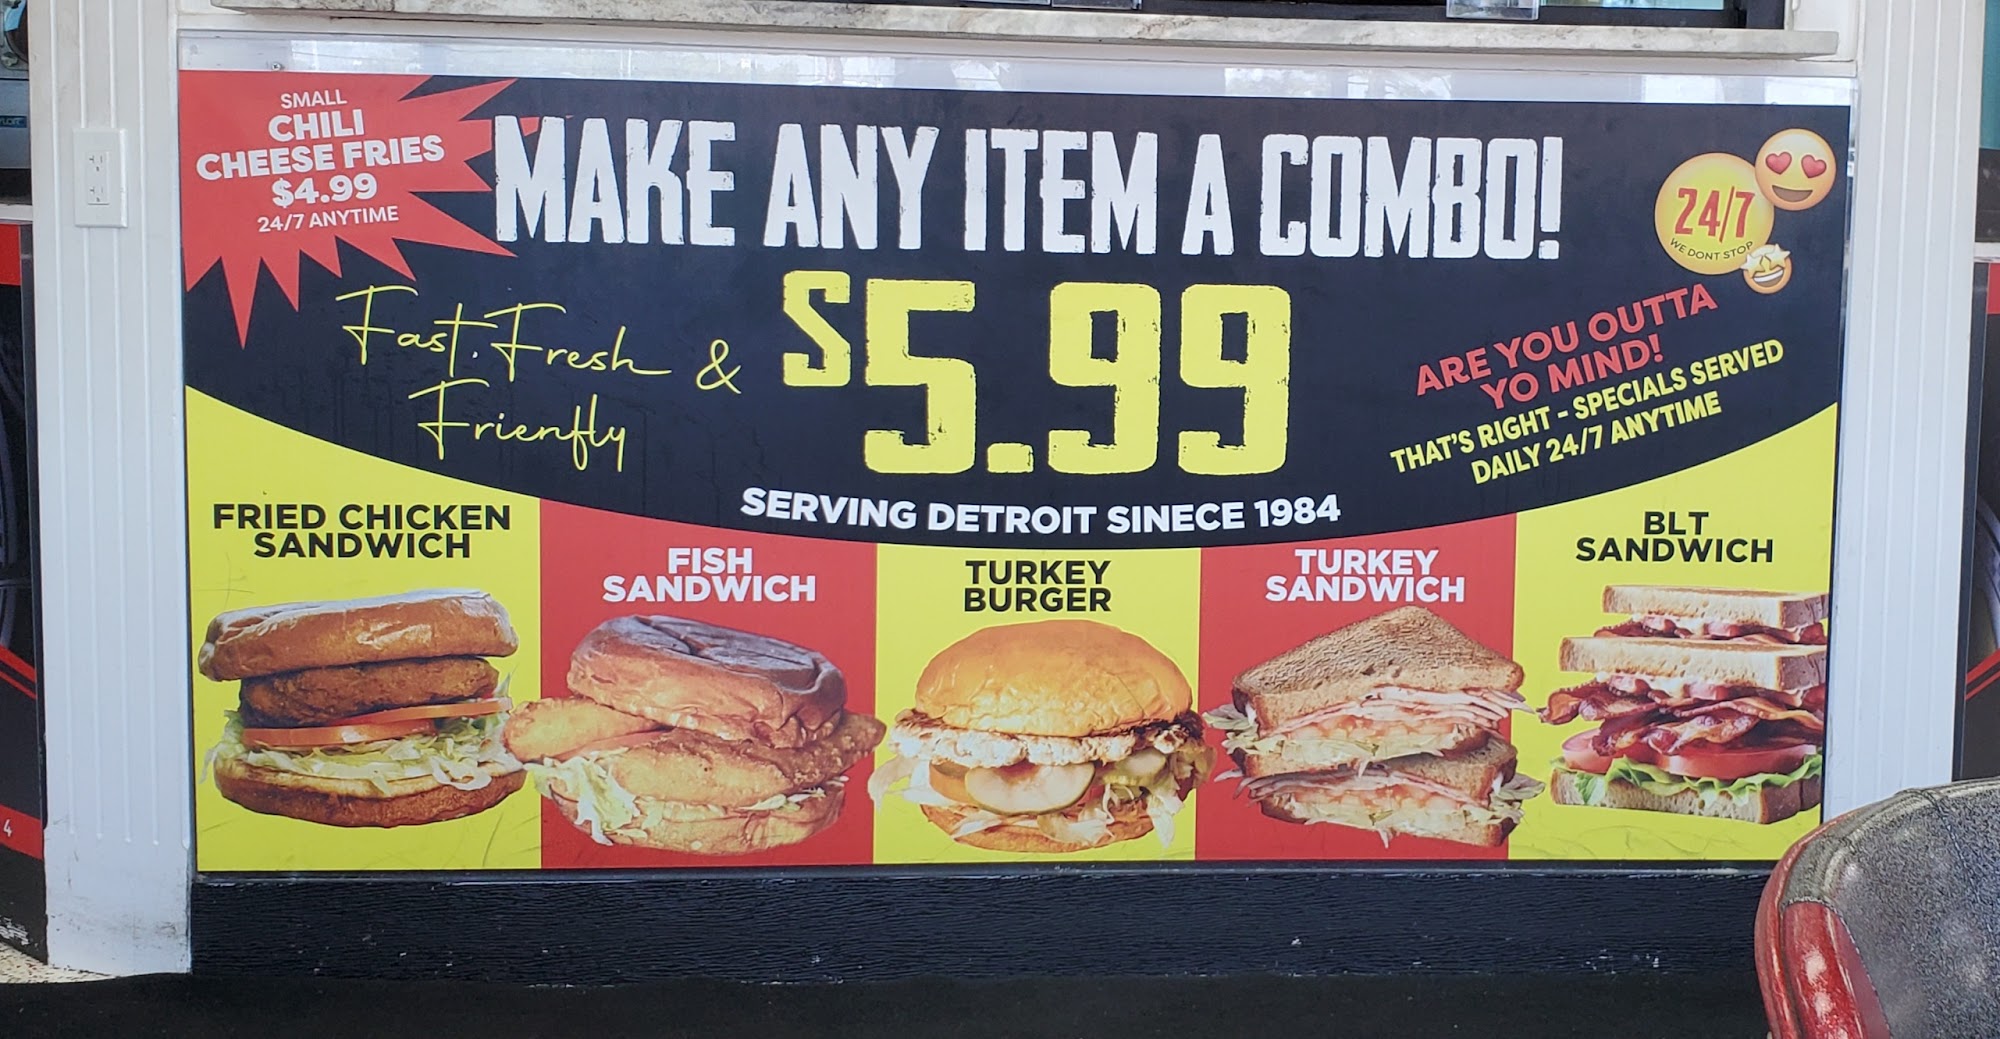 SMALL
CHILI
CHEESE FRIES
$4.99
24/7 ANYTIME
MAKE ANY ITEM A COMBO!
$5.99
Fast. Fresh &
Frienfly
24/7
WE DONT STOP
ARE YOU OUTTA
YO MIND!
THAT'S RIGHT - SPECIALS SERVED
DAILY 24/7 ANYTIME
SERVING DETROIT SINECE 1984
FRIED CHICKEN
SANDWICH
FISH
SANDWICH
TURKEY
BURGER
TURKEY
SANDWICH
BLT
SANDWICH
4